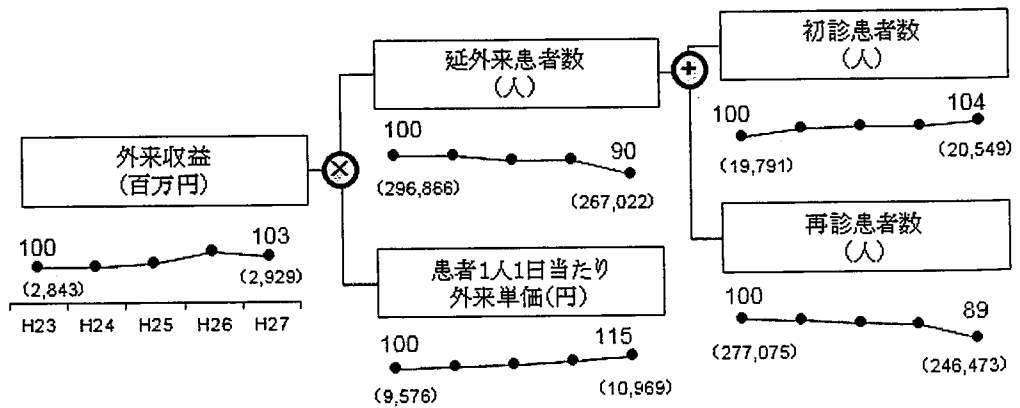 外来収益
(百万円)
100
103
(2,843)
(2,929)
H23 H24 H25 H26 H27
×
延外来患者数
(人)
100
90
(296,866)
(267,022)
患者1人1日当たり
外来単価(円)
100
115
(9,576)
(10,969)
+
初診患者数
(人)
100
104
(19,791)
(20,549)
再診患者数
(人)
100
89
(277,075)
(246,473)